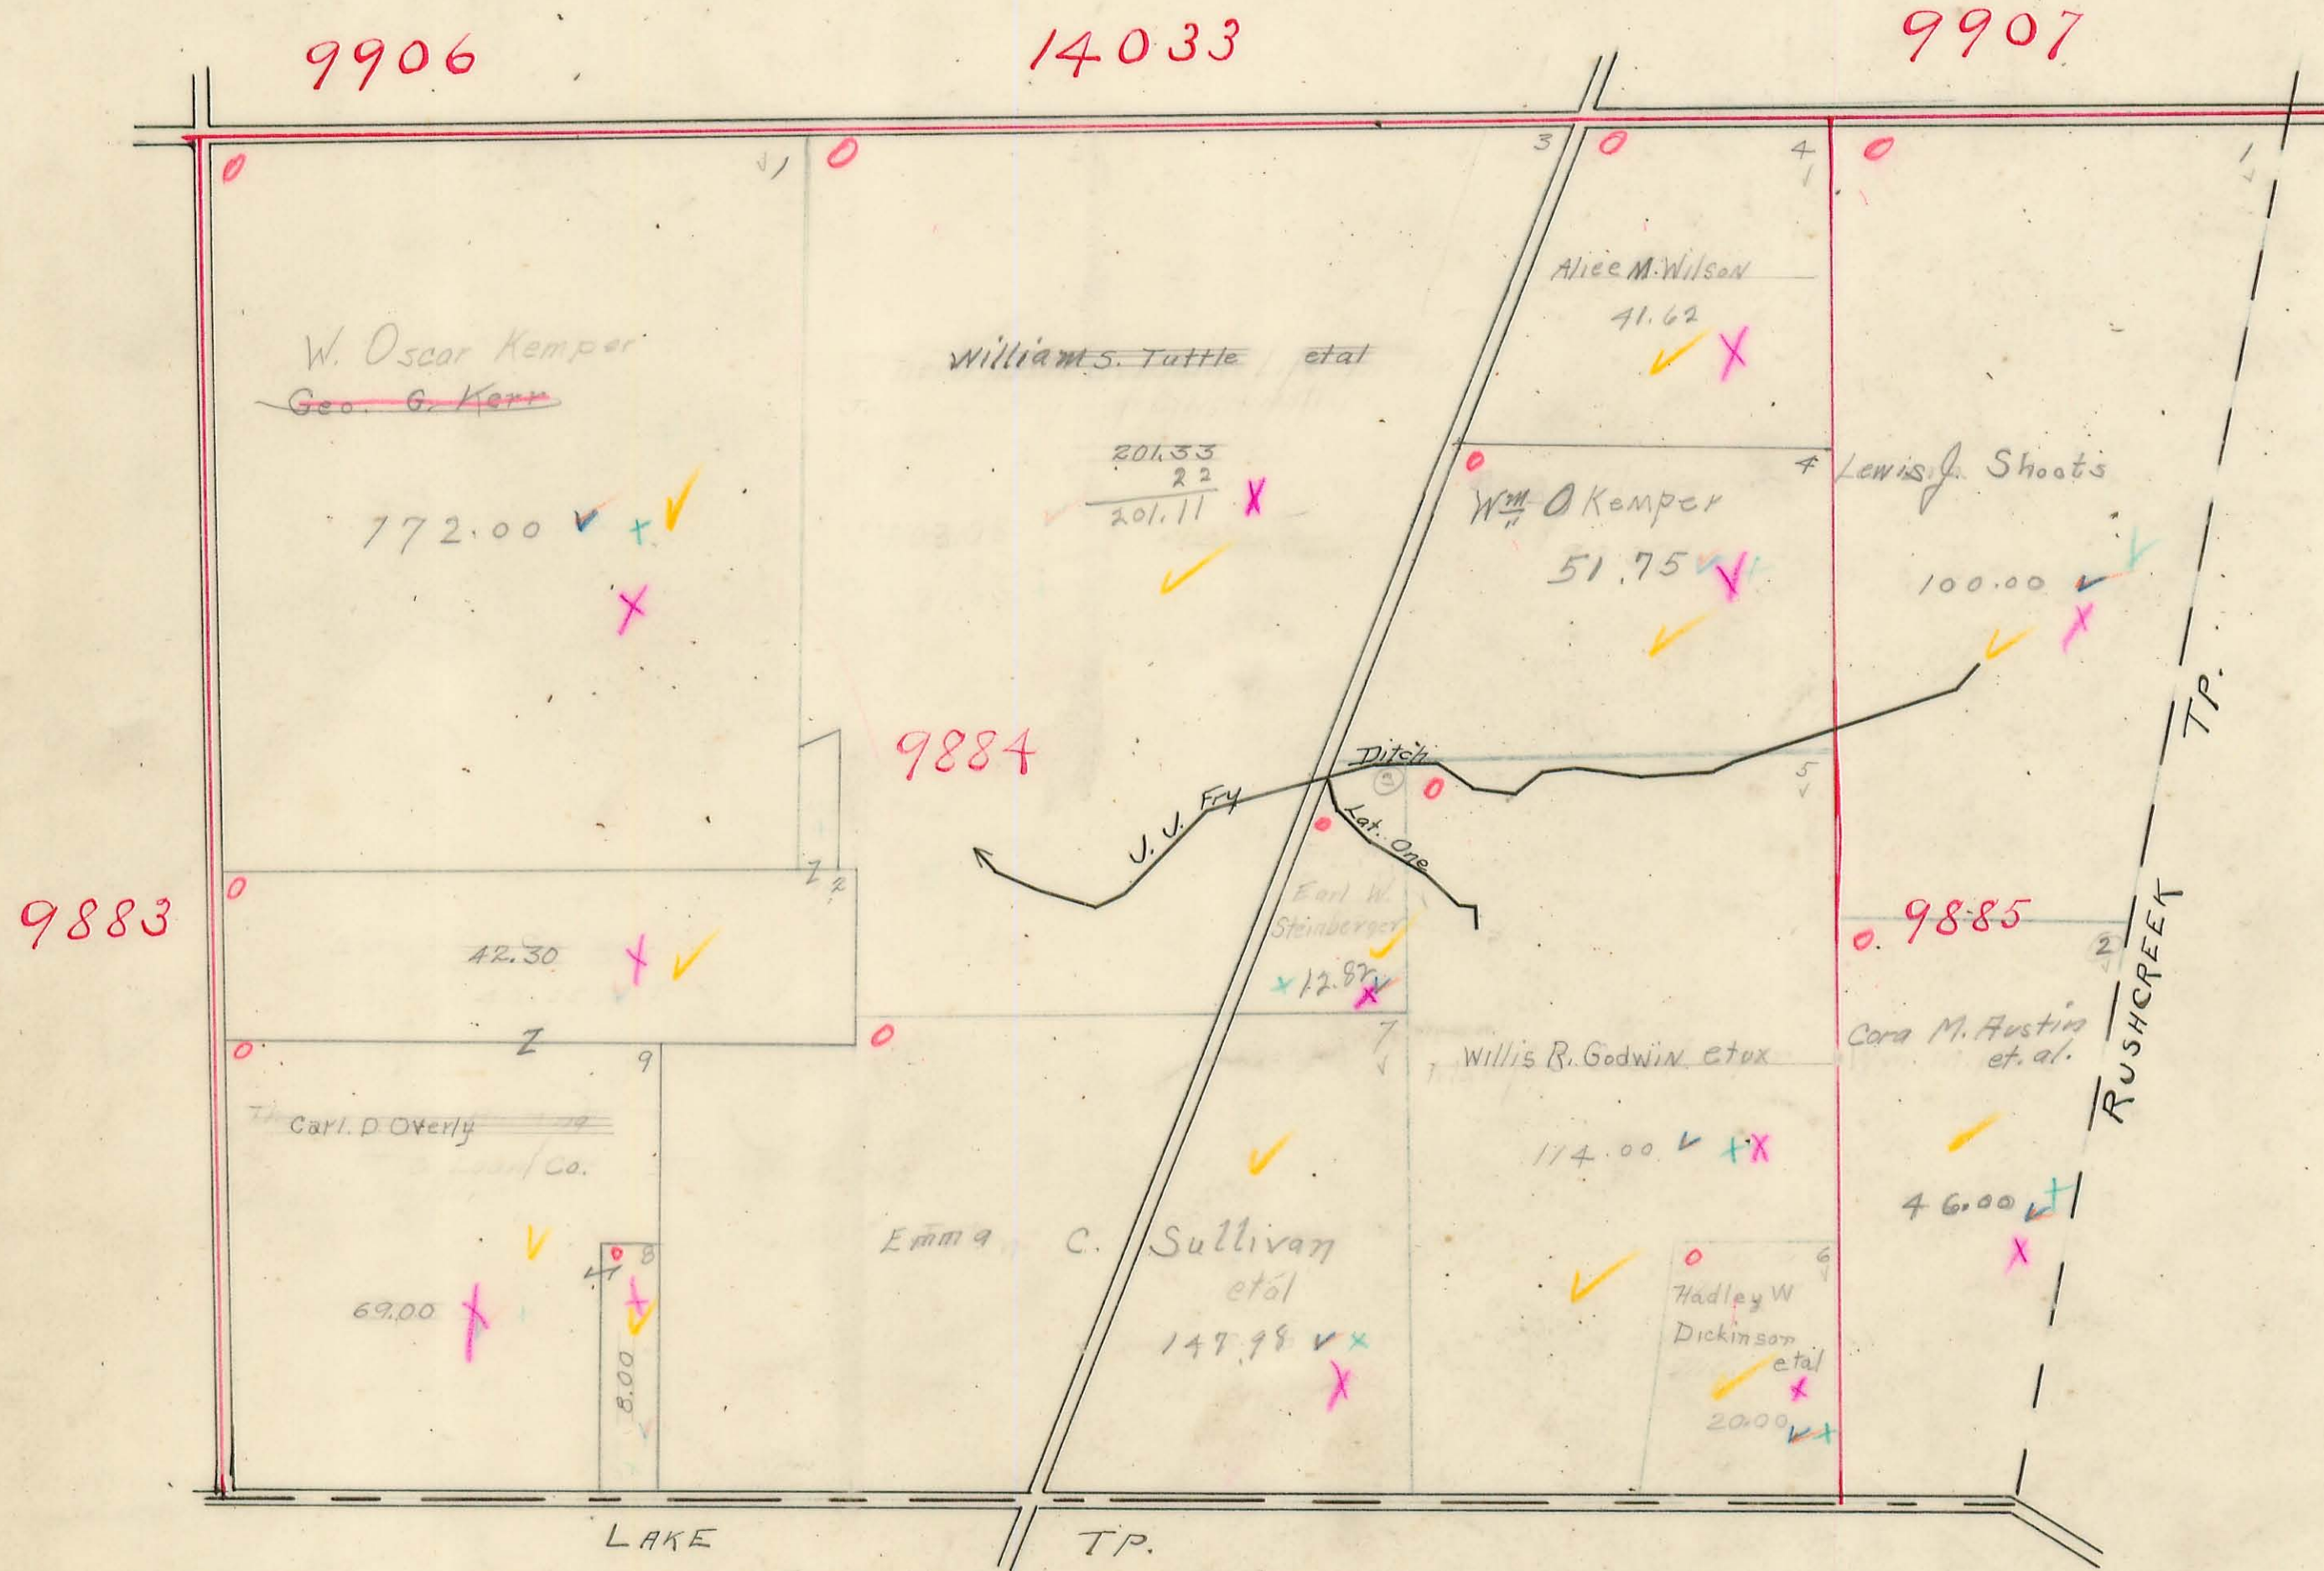 9906
14033
9907
1
3
4
1
W. Oscar Kemper
Geo. G. Kerr
772.00
William S. Tuttle etal
201.33
22
201.11
Alice M. Wilson
41.62
4
Wm O Kemper
51.75
Lewis J. Shoots
100.00
9884
J. V. Fry Ditch
3
Lat. One
5
RUSHCREEK TP.
9883
2
42.30
Earl W.
Steinberger
12.82
9885
2
Z
9
7
Carl. D Overly
Co.
69.00
8
8.00
Emma C. Sullivan
etal
147.98
Willis R. Godwin etux
114.00
6
Hadley W
Dickinson
etal
20.00
Cora M. Austin
et. al.
46.00
LAKE TP.